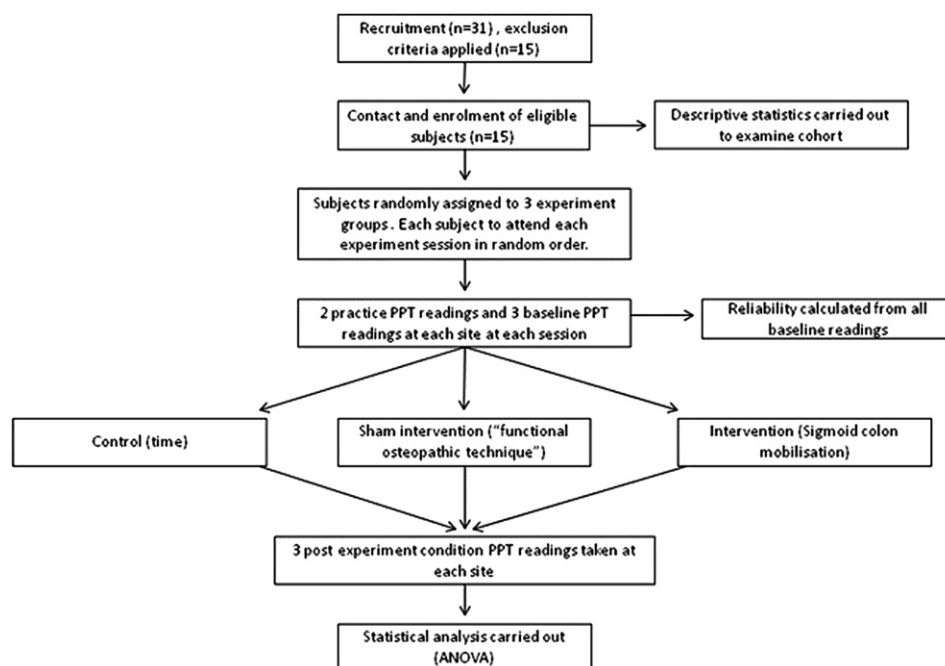 Recruitment (n=31) , exclusion
criteria applied (n=15)
Contact and enrolment of eligible
subjects (n=15)
Descriptive statistics carried out
to examine cohort
Subjects randomly assigned to 3 experiment
groups . Each subject to attend each
experiment session in random order.
2 practice PPT readings and 3 baseline PPT
readings at each site at each session
Reliability calculated from all
baseline readings
Control (time)
Sham intervention ("functional
osteopathic technique")
Intervention (Sigmoid colon
mobilisation)
3 post experiment condition PPT readings taken at
each site
Statistical analysis carried out
(ANOVA)